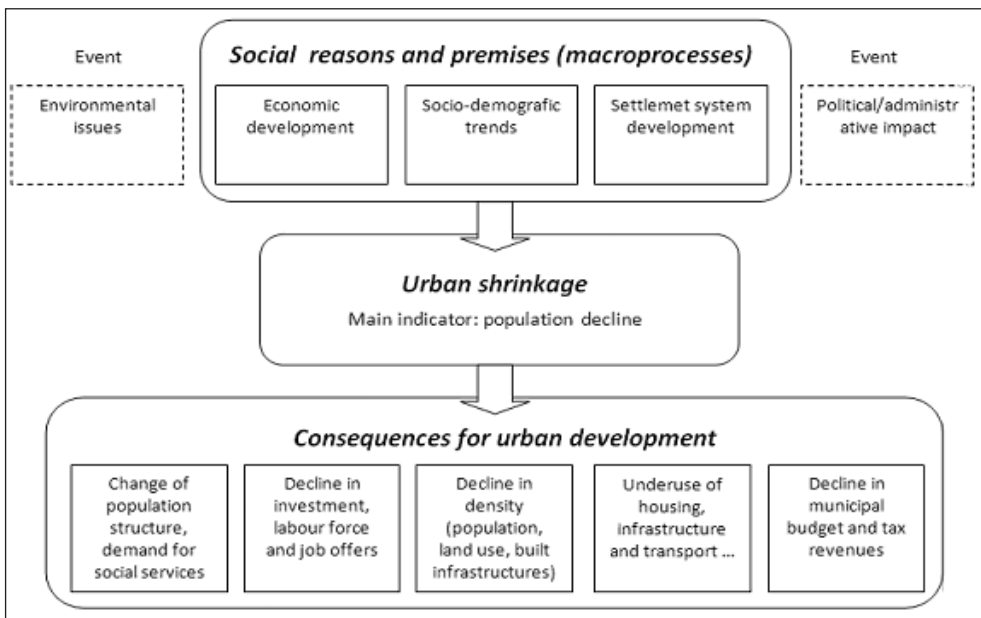 Social reasons and premises (macroprocesses)
Event
Environmental
issues
Economic
development
Socio-demografic
trends
Settlemet system
development
Event
Political/administr
ative impact
Urban shrinkage
Main indicator: population decline
Consequences for urban development
Change of
population
structure,
demand for
social services
Decline in
investment,
labour force
and job offers
Decline in
density
(population,
land use, built
infrastructures)
Underuse of
housing,
infrastructure
and transport ...
Decline in
municipal
budget and tax
revenues